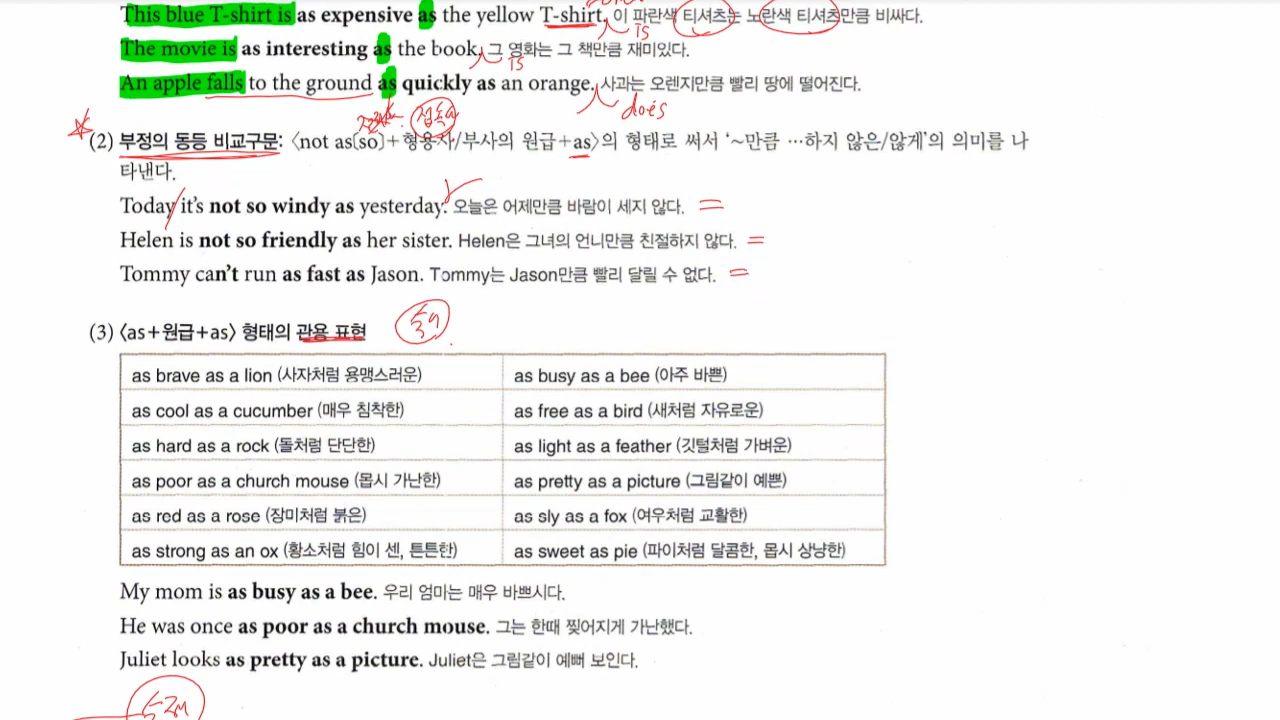 This blue T-shirt is as expensive as the yellow T-shirt. 이 파란색 티셔츠는 노란색 티셔츠만큼 비싸다.
is
The movie is as interesting as the book. 그 영화는 그 책만큼 재미있다.
is
An apple falls to the ground as quickly as an orange. 사과는 오렌지만큼 빨리 땅에 떨어진다.
does
접속사
(2) 부정의 동등 비교구문: 〈not as[so]+형용사/부사의 원급+as〉의 형태로 써서 ‘~만큼 …하지 않은/않게’의 의미를 나
타낸다.
Today it’s not so windy as yesterday. 오늘은 어제만큼 바람이 세지 않다. =
Helen is not so friendly as her sister. Helen은 그녀의 언니만큼 친절하지 않다. =
Tommy can’t run as fast as Jason. Tommy는 Jason만큼 빨리 달릴 수 없다. =
(3) 〈as+원급+as〉 형태의 관용 표현
as brave as a lion (사자처럼 용맹스러운) as busy as a bee (아주 바쁜)
as cool as a cucumber (매우 침착한) as free as a bird (새처럼 자유로운)
as hard as a rock (돌처럼 단단한) as light as a feather (깃털처럼 가벼운)
as poor as a church mouse (몹시 가난한) as pretty as a picture (그림같이 예쁜)
as red as a rose (장미처럼 붉은) as sly as a fox (여우처럼 교활한)
as strong as an ox (황소처럼 힘이 센, 튼튼한) as sweet as pie (파이처럼 달콤한, 몹시 상냥한)
My mom is as busy as a bee. 우리 엄마는 매우 바쁘시다.
He was once as poor as a church mouse. 그는 한때 찢어지게 가난했다.
Juliet looks as pretty as a picture. Juliet은 그림같이 예뻐 보인다.